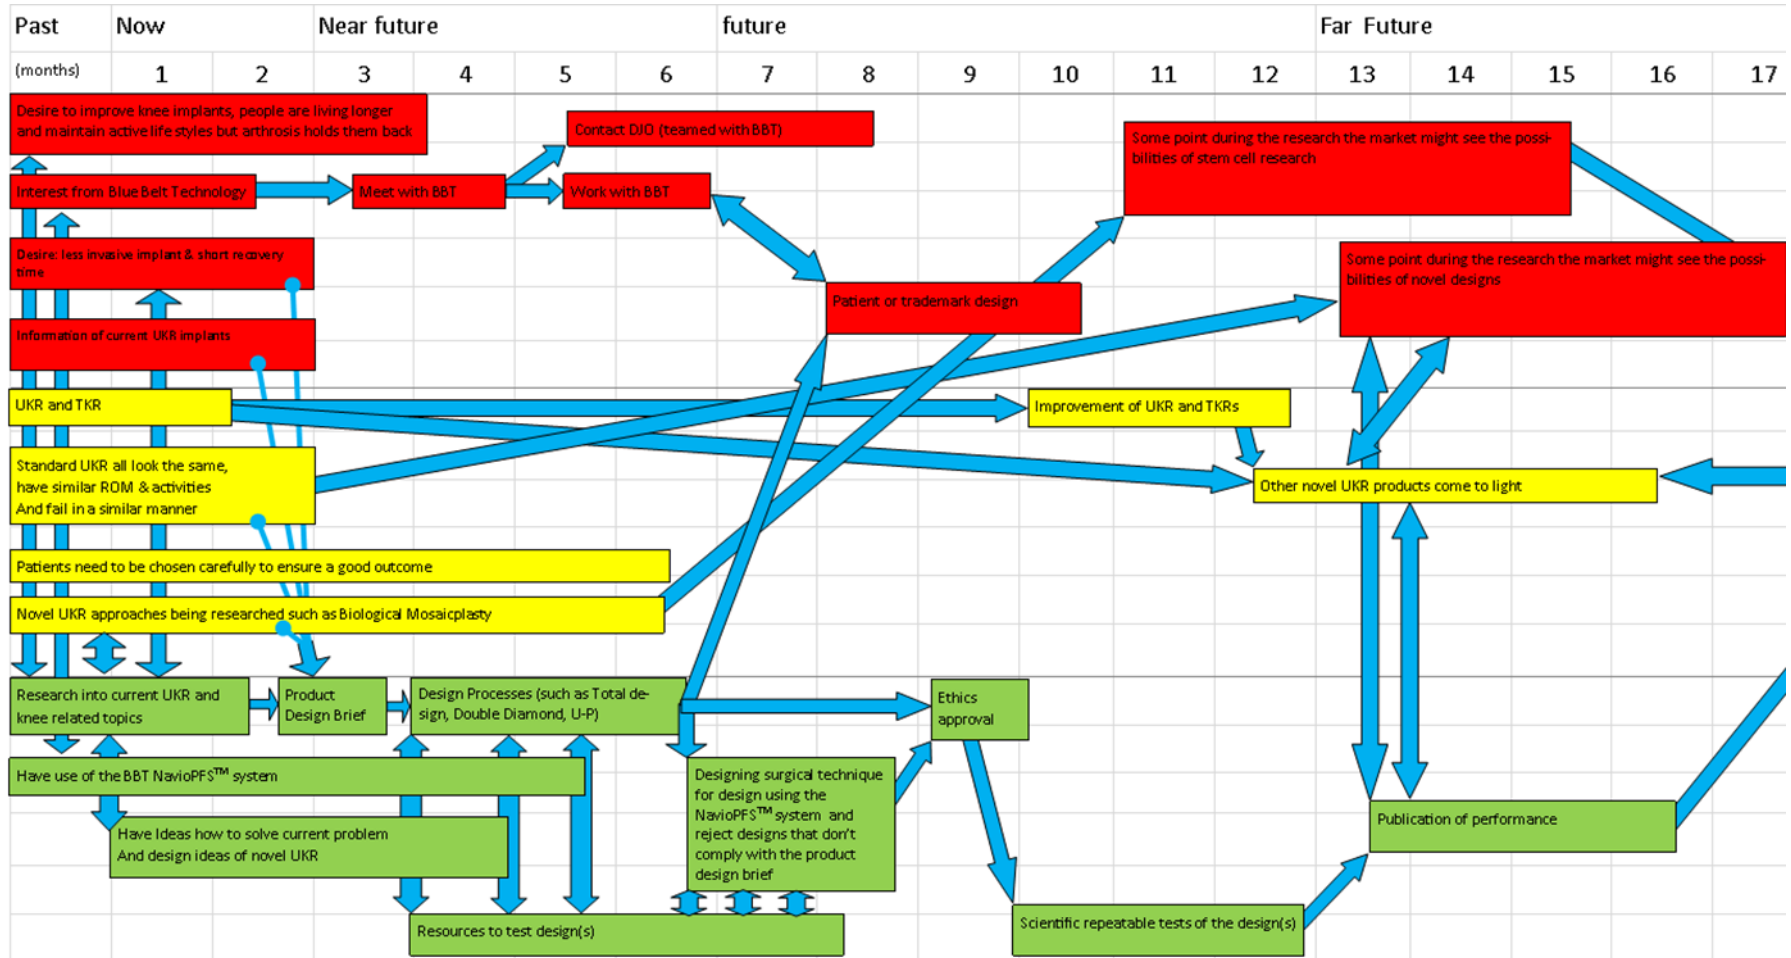 Past
Now
Near future
future
Far Future
(months)
1
2
3
4
5
6
7
8
9
10
11
12
13
14
15
16
17
Desire to improve knee implants, people are living longer
and maintain active life styles but arthrosis holds them back
Contact DJO (teamed with BBT)
Some point during the research the market might see the possi-
bilities of stem cell research
Interest from Blue Belt Technology
Meet with BBT
Work with BBT
Desire: less invasive implant & short recovery
time
Some point during the research the market might see the possi-
bilities of novel designs
Patient or trademark design
Information of current UKR implants
UKR and TKR
Improvement of UKR and TKRs
Standard UKR all look the same,
have similar ROM & activities
And fail in a similar manner
Other novel UKR products come to light
Patients need to be chosen carefully to ensure a good outcome
Novel UKR approaches being researched such as Biological Mosaicplasty
Research into current UKR and
knee related topics
Product
Design Brief
Design Processes (such as Total de-
sign, Double Diamond, U-P)
Ethics
approval
Have use of the BBT NavioPFS™ system
Designing surgical technique
for design using the
NavioPFS™ system and
reject designs that don't
comply with the product
design brief
Have Ideas how to solve current problem
And design ideas of novel UKR
Publication of performance
Resources to test design(s)
Scientific repeatable tests of the design(s)